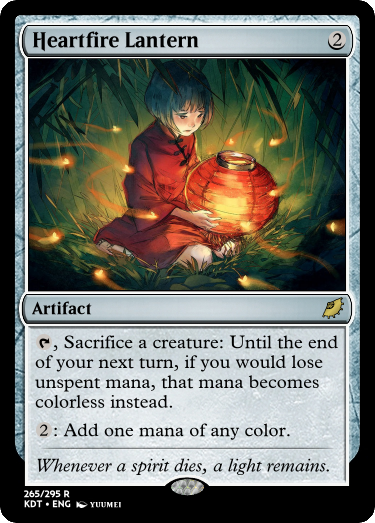 Heartfire Lantern 2
Artifact
, Sacrifice a creature: Until the end
of your next turn, if you would lose
unspent mana, that mana becomes
colorless instead.
2: Add one mana of any color.
Whenever a spirit dies, a light remains.
265/295 R
KDT • ENG YUUMEI